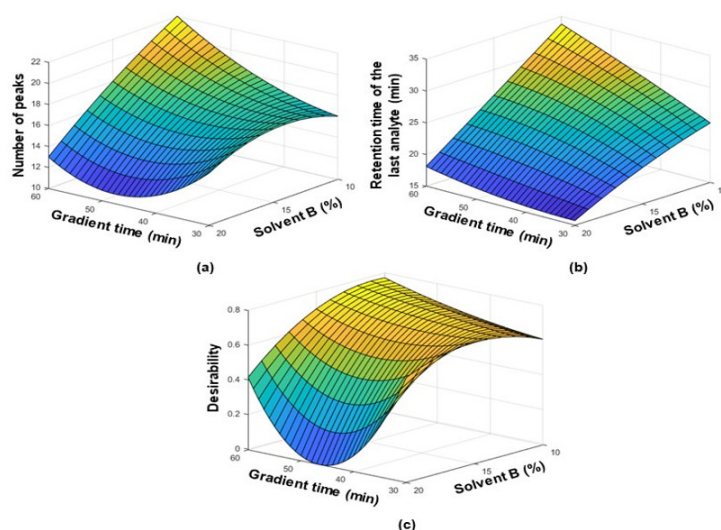 22
20
18
16
14
12
10
Number of peaks
60
50
40
30
Gradient time (min)
20
15
10
Solvent B (%)
(a)
35
30
25
20
15
Retention time of the
last analyte (min)
60
50
40
30
Gradient time (min)
20
15
Solvent B (%)
(b)
0.8
0.6
0.4
0.2
0
Desirability
60
50
40
30
Gradient time (min)
20
15
10
Solvent B (%)
(c)